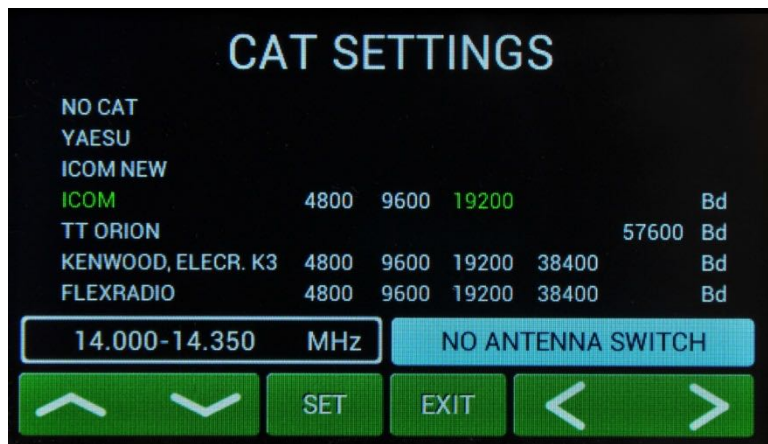 CAT SETTINGS
NO CAT
YAESU
ICOM NEW
ICOM 4800 9600 19200 Bd
TT ORION 57600 Bd
KENWOOD, ELECR. K3 4800 9600 19200 38400 Bd
FLEXRADIO 4800 9600 19200 38400 Bd
14.000-14.350 MHz NO ANTENNA SWITCH
SET EXIT